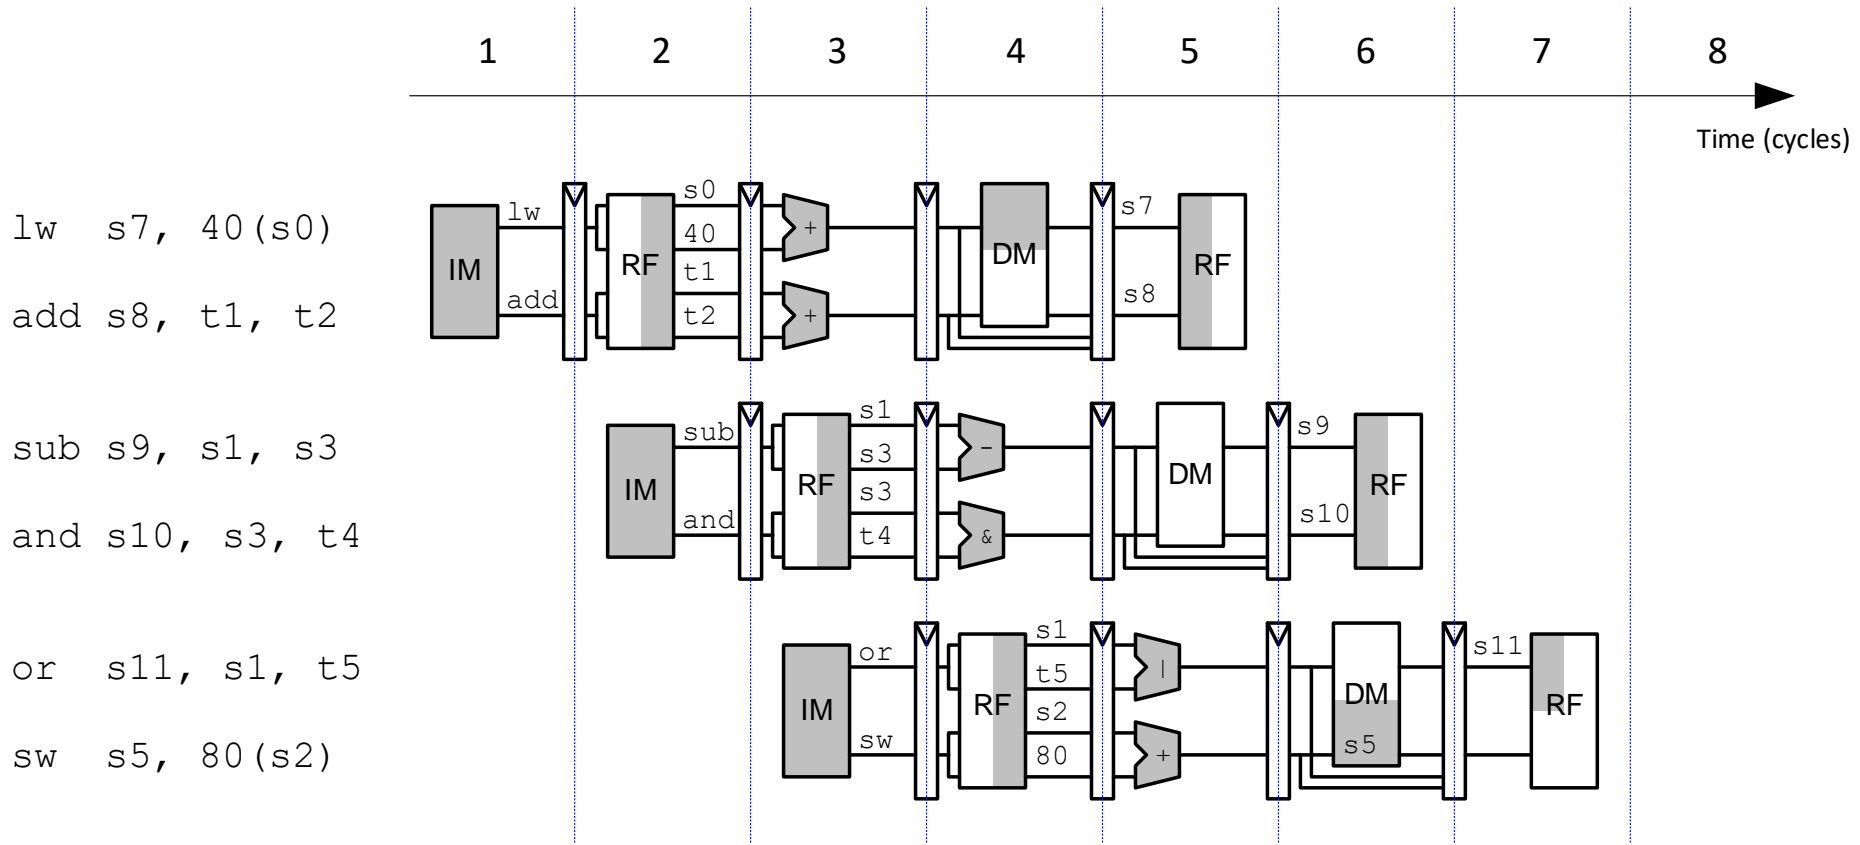 1 2 3 4 5 6 7 8
Time (cycles)
lw s7, 40(s0)
add s8, t1, t2
IM
lw
add
RF
s0
40
t1
t2
+
+
DM
s7
s8
RF
sub s9, s1, s3
and s10, s3, t4
IM
sub
and
RF
s1
s3
s3
t4
-
&
DM
s9
s10
RF
or s11, s1, t5
sw s5, 80(s2)
IM
or
sw
RF
s1
t5
s2
80
|
+
DM
s5
s11
RF